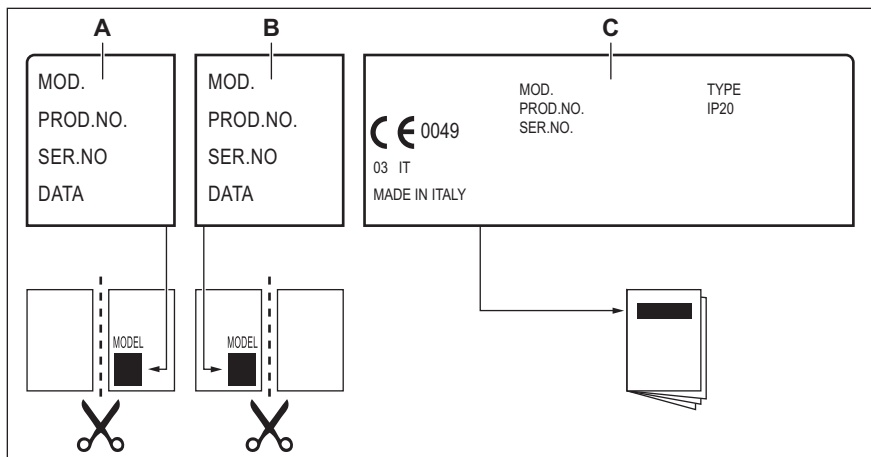 A
B
C
MOD.
PROD.NO.
SER.NO
DATA
MOD.
PROD.NO.
SER.NO
DATA
MOD.
PROD.NO.
SER.NO.
TYPE
IP20
CE 0049
03 IT
MADE IN ITALY
MODEL
MODEL